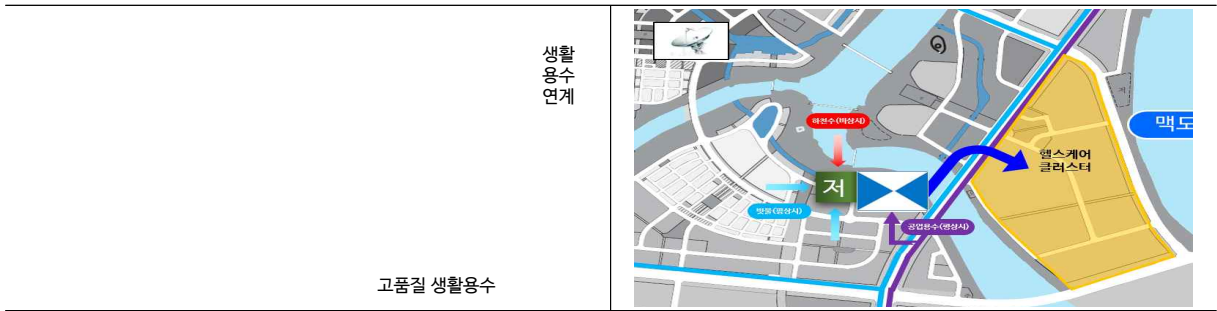 생활
용수
연계
고품질 생활용수
하천수(비상시)
저
빗물(평상시)
공업용수(평상시)
헬스케어
클러스터
맥도